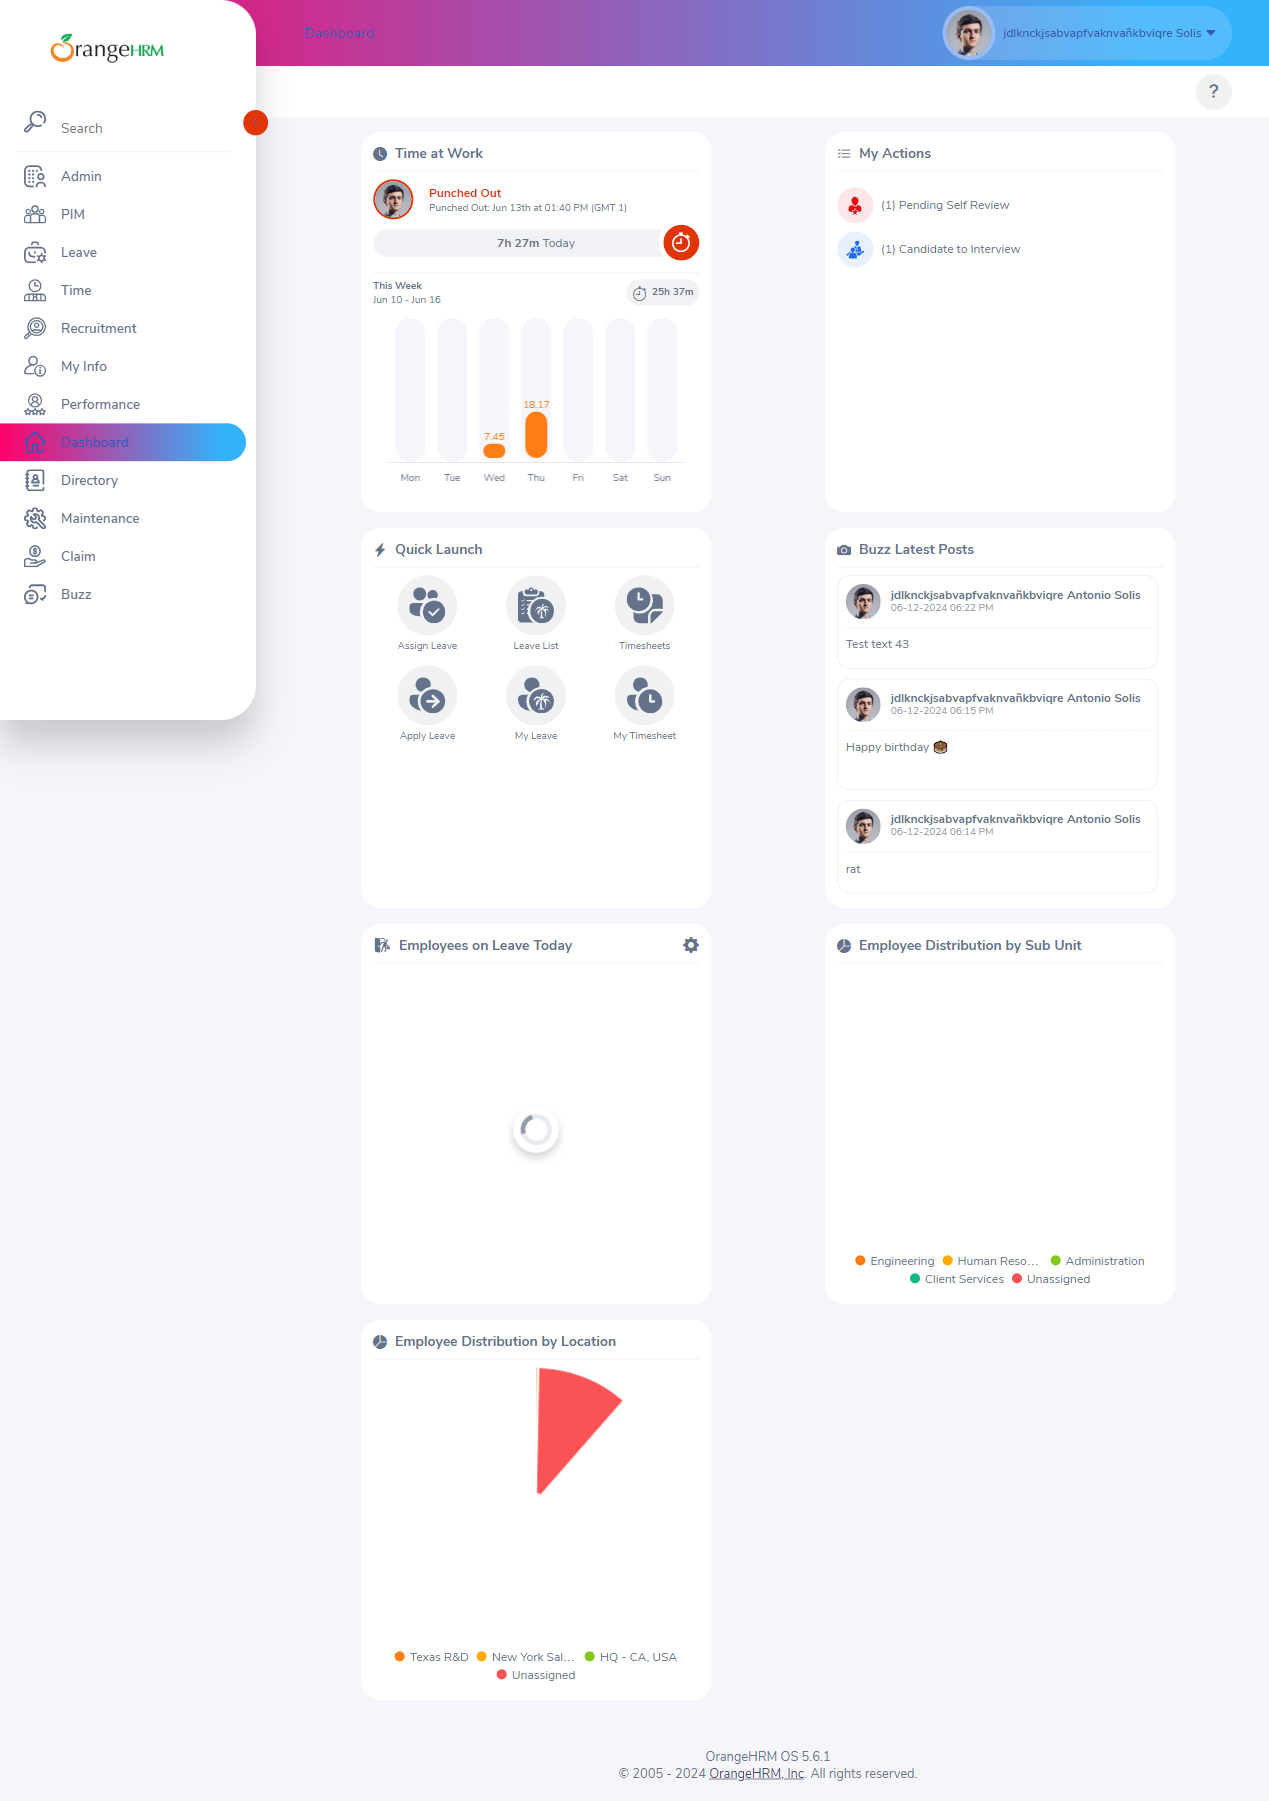 OrangeHRM
Search
Admin
PIM
Leave
Time
Recruitment
My Info
Performance
Dashboard
Directory
Maintenance
Claim
Buzz
Dashboard
jdlknckjsabvapfvaknvañkbviqre Solis
?
Time at Work
Punched Out
Punched Out: Jun 13th at 01:40 PM (GMT 1)
7h 27m Today
This Week
Jun 10 - Jun 16
25h 37m
18.17
7.45
Mon Tue Wed Thu Fri Sat Sun
My Actions
(1) Pending Self Review
(1) Candidate to Interview
Quick Launch
Assign Leave
Leave List
Timesheets
Apply Leave
My Leave
My Timesheet
Buzz Latest Posts
jdlknckjsabvapfvaknvañkbviqre Antonio Solis
06-12-2024 06:22 PM
Test text 43
jdlknckjsabvapfvaknvañkbviqre Antonio Solis
06-12-2024 06:15 PM
Happy birthday 🎂
jdlknckjsabvapfvaknvañkbviqre Antonio Solis
06-12-2024 06:14 PM
rat
Employees on Leave Today
Employee Distribution by Sub Unit
Engineering Human Reso... Administration
Client Services Unassigned
Employee Distribution by Location
Texas R&D New York Sal... HQ - CA, USA
Unassigned
OrangeHRM OS 5.6.1
© 2005 - 2024 OrangeHRM, Inc. All rights reserved.